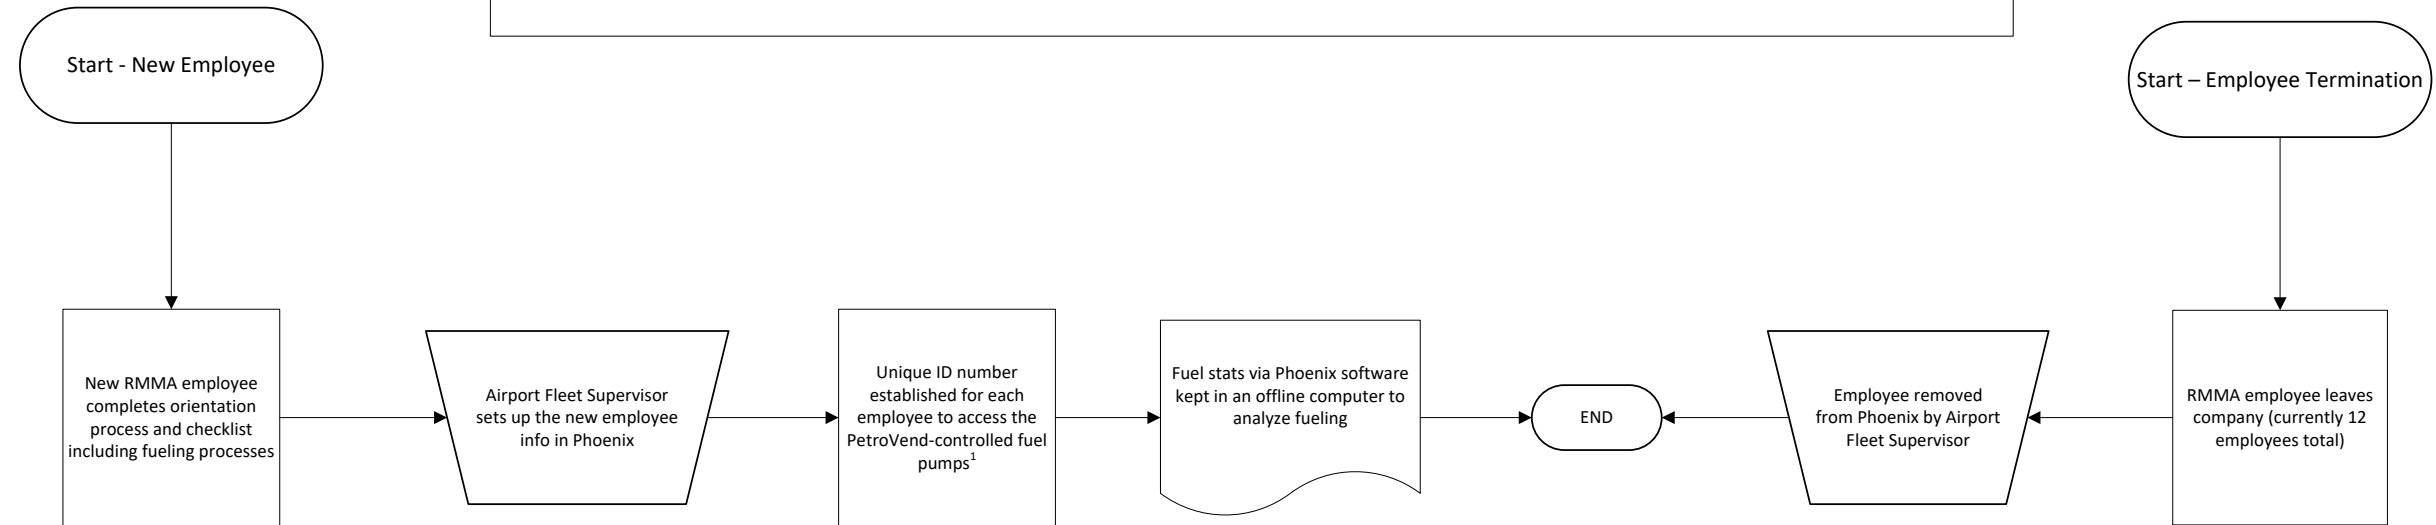 Start - New Employee
Start – Employee Termination
New RMMA employee
completes orientation
process and checklist
including fueling processes
Airport Fleet Supervisor
sets up the new employee
info in Phoenix
Unique ID number
established for each
employee to access the
PetroVend-controlled fuel
pumps¹
Fuel stats via Phoenix software
kept in an offline computer to
analyze fueling
END
Employee removed
from Phoenix by Airport
Fleet Supervisor
RMMA employee leaves
company (currently 12
employees total)